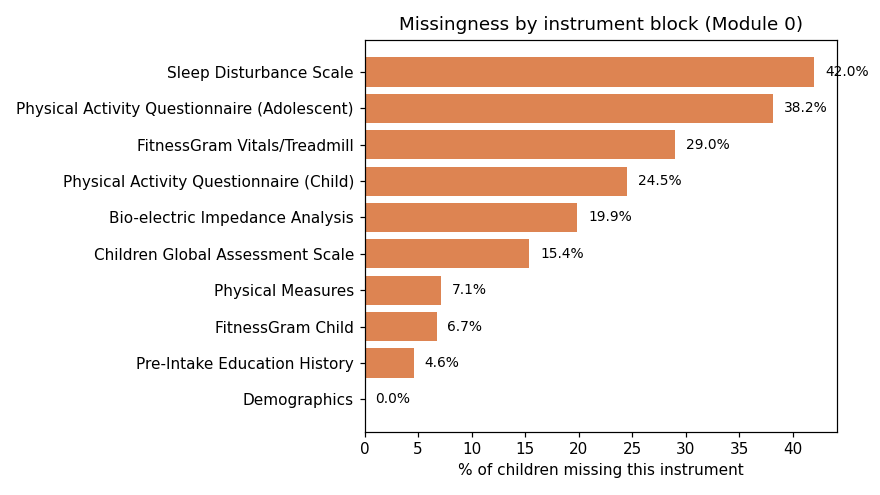 Missingness by instrument block (Module 0)
Sleep Disturbance Scale 42.0%
Physical Activity Questionnaire (Adolescent) 38.2%
FitnessGram Vitals/Treadmill 29.0%
Physical Activity Questionnaire (Child) 24.5%
Bio-electric Impedance Analysis 19.9%
Children Global Assessment Scale 15.4%
Physical Measures 7.1%
FitnessGram Child 6.7%
Pre-Intake Education History 4.6%
Demographics 0.0%
0 5 10 15 20 25 30 35 40
% of children missing this instrument